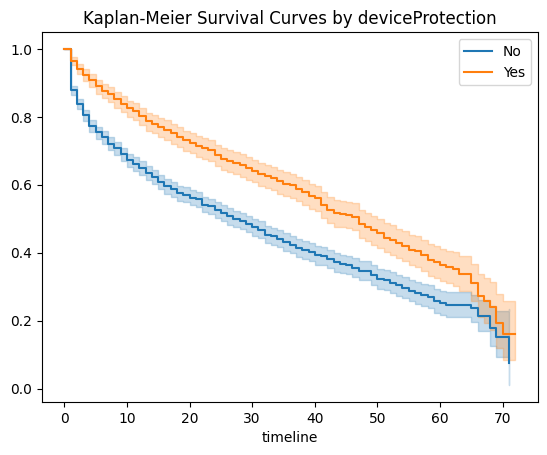 Kaplan-Meier Survival Curves by deviceProtection
No
Yes
1.0
0.8
0.6
0.4
0.2
0.0
0 10 20 30 40 50 60 70
timeline